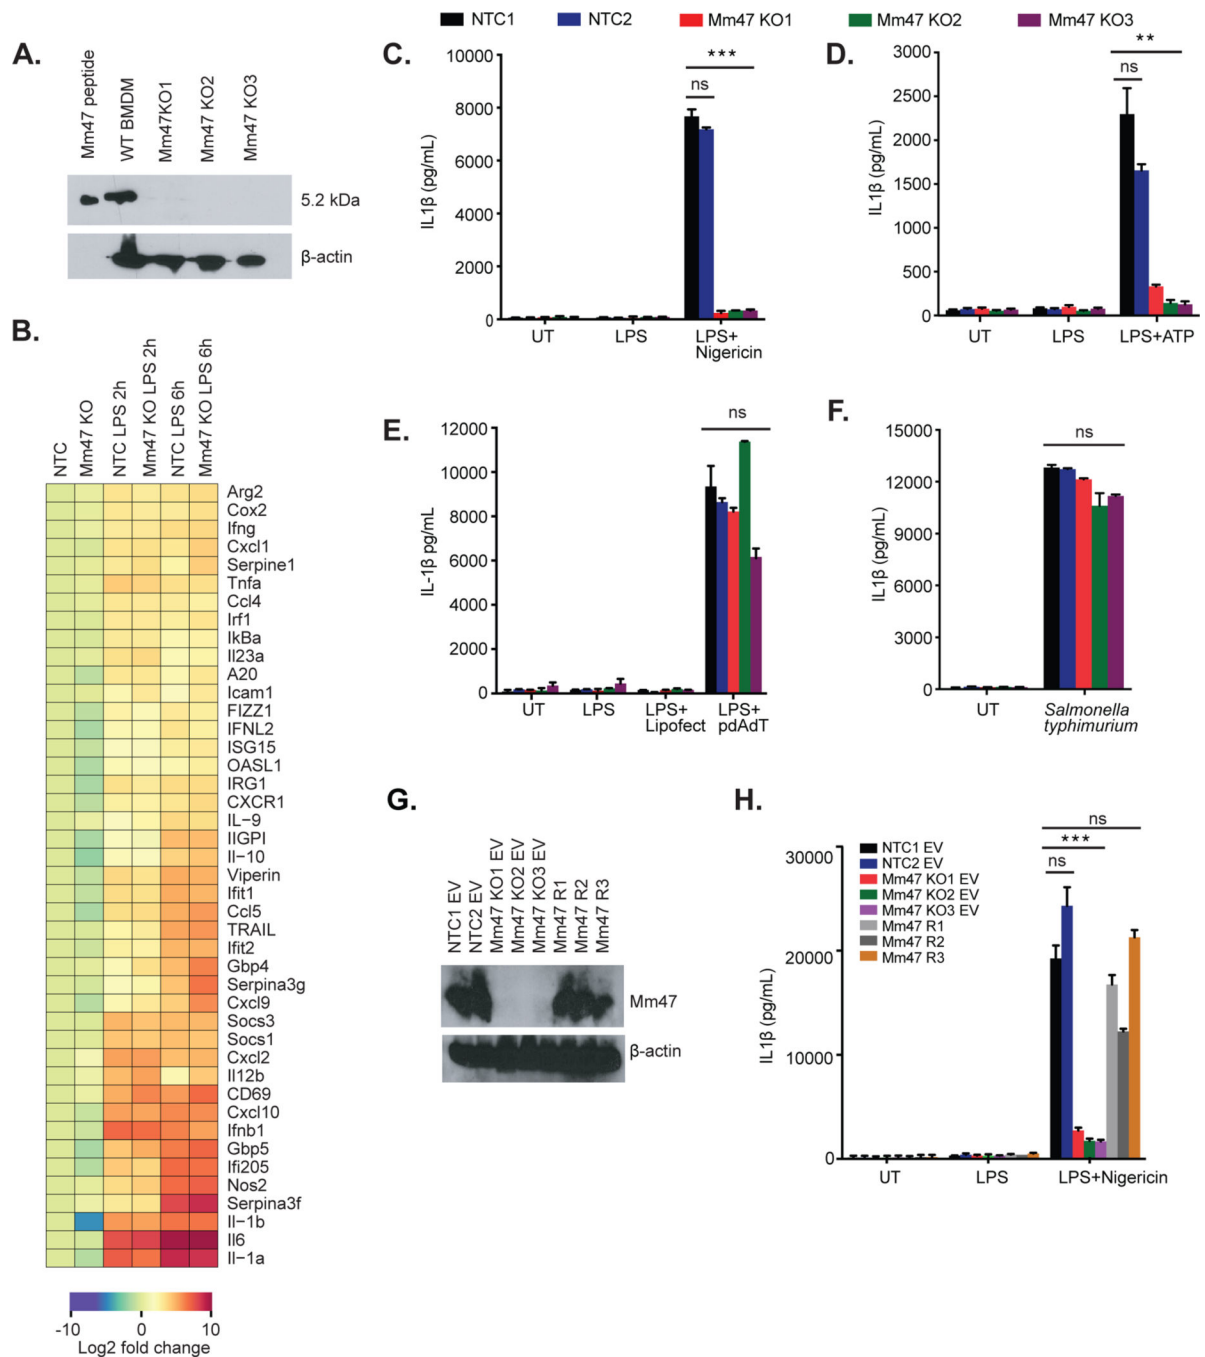 NTC1 NTC2 Mm47 KO1 Mm47 KO2 Mm47 KO3
A.
Mm47 peptide
WT BMDM
Mm47KO1
Mm47 KO2
Mm47 KO3
5.2 kDa
β-actin
B.
NTC
Mm47 KO
NTC LPS 2h
Mm47 KO LPS 2h
NTC LPS 6h
Mm47 KO LPS 6h
Arg2
Cox2
Ifng
Cxcl1
Serpine1
Tnfa
Ccl4
Irf1
IkBa
Il23a
A20
Icam1
FIZZ1
IFNL2
ISG15
OASL1
IRG1
CXCR1
IL-9
IIGPI
Il-10
Viperin
Ifit1
Ccl5
TRAIL
Ifit2
Gbp4
Serpina3g
Cxcl9
Socs3
Socs1
Cxcl2
Il12b
CD69
Cxcl10
Ifnb1
Gbp5
Ifi205
Nos2
Serpina3f
Il-1b
Il6
Il-1a
-10 0 10
Log2 fold change
C.
IL1β (pg/mL)
10000
8000
6000
4000
2000
0
***
ns
UT LPS LPS+
Nigericin
D.
IL1β (pg/mL)
3000
2500
2000
1500
1000
500
0
**
ns
UT LPS LPS+ATP
E.
IL-1β pg/mL
12000
10000
8000
6000
4000
2000
0
ns
UT LPS LPS+ LPS+
Lipofect pdAdT
F.
IL1β (pg/mL)
15000
12000
9000
6000
3000
0
ns
UT Salmonella
typhimurium
G.
NTC1 EV
NTC2 EV
Mm47 KO1 EV
Mm47 KO2 EV
Mm47 KO3 EV
Mm47 R1
Mm47 R2
Mm47 R3
Mm47
β-actin
H.
IL1β (pg/mL)
30000
20000
10000
0
NTC1 EV
NTC2 EV
Mm47 KO1 EV
Mm47 KO2 EV
Mm47 KO3 EV
Mm47 R1
Mm47 R2
Mm47 R3
ns
***
ns
UT LPS LPS+Nigericin